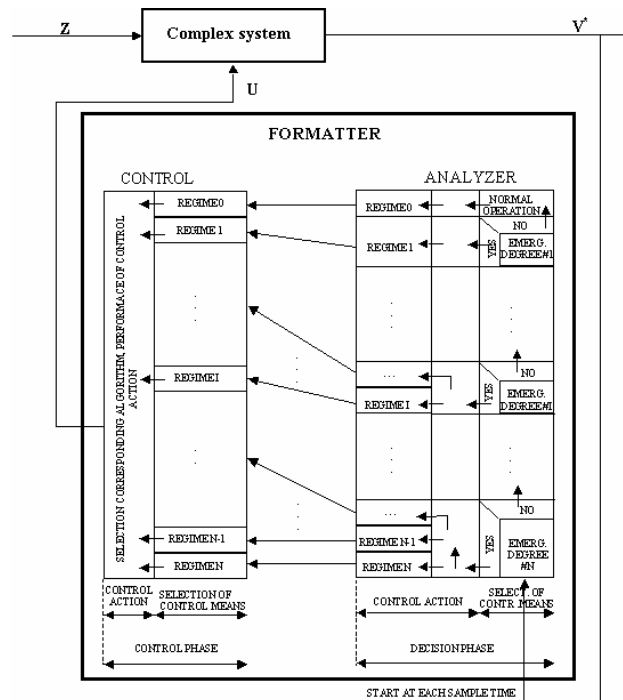 Z
Complex system
V*
U
FORMATTER
CONTROL
ANALYZER
SELECTION CORRESPONDING ALGORITHM, PERFORMACE OF CONTROL
ACTION
REGIME0
REGIME 1
REGIMEI
REGIMEN-1
REGIMEN
REGIME0
REGIME1
...
REGIME I
...
REGIMEN-1
REGIMEN
NORMAL
OPERATION
NO
YES
EMERG.
DEGREE#1
NO
YES
EMERG.
DEGREE#I
NO
YES
EMERG.
DEGREE
#N
CONTROL
ACTION
SELECTION OF
CONTROL MEANS
CONTROL ACTION
SELECT. OF
CONTR MEANS
CONTROL PHASE
DECISION PHASE
START AT EACH SAMPLE TIME